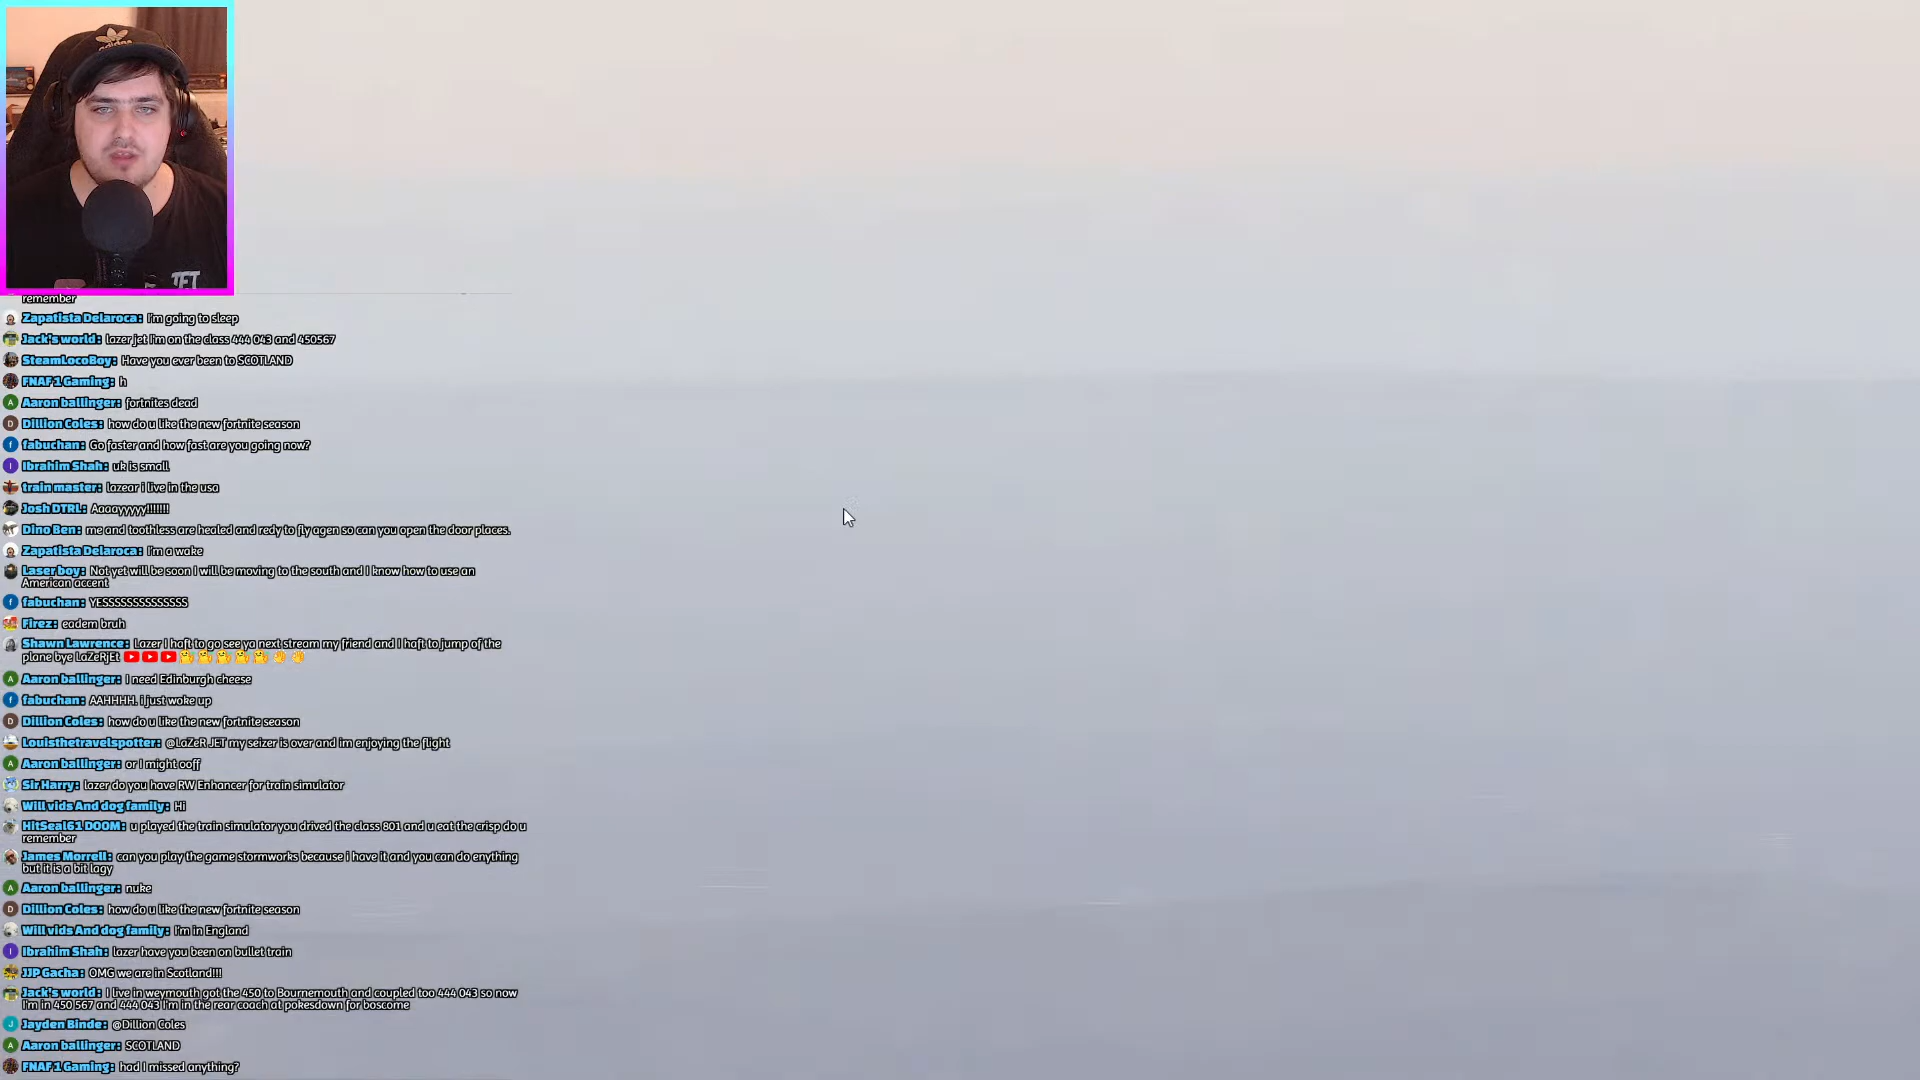 adidas
JET
remember
Zapatista Delaroca: I'm going to sleep
Jack's world: lazer jet I'm on the class 444 043 and 450567
SteamLocoBoy: Have you ever been to SCOTLAND
FNAF 1 Gaming: h
Aaron ballinger: fortnites dead
Dillion Coles: how do u like the new fortnite season
fabuchan: Go faster and how fast are you going now?
Ibrahim Shah: uk is small
train master: lazear i live in the usa
Josh DTRL: Aaaayyyyy!!!!!!!
Dino Ben: me and toothless are healed and redy to fly agen so can you open the door places.
Zapatista Delaroca: I'm a wake
Laser boy: Not yet will be soon I will be moving to the south and I know how to use an
American accent
fabuchan: YESSSSSSSSSSSSSS
Firez: eadem bruh
Shawn Lawrence: Lazer I haft to go see ya next stream my friend and I haft to jump of the
plane bye LaZeRjEt
Aaron ballinger: I need Edinburgh cheese
fabuchan: AAHHHH. i just woke up
Dillion Coles: how do u like the new fortnite season
Louisthetravelspotter: @LaZeR JET my seizer is over and im enjoying the flight
Aaron ballinger: or I might ooff
Sir Harry: lazer do you have RW Enhancer for train simulator
Will vids And dog family: Hi
HitSeal61 DOOM: u played the train simulator you drived the class 801 and u eat the crisp do u
remember
James Morrell: can you play the game stormworks because i have it and you can do enything
but it is a bit lagy
Aaron ballinger: nuke
Dillion Coles: how do u like the new fortnite season
Will vids And dog family: I'm in England
Ibrahim Shah: lazer have you been on bullet train
JJP Gacha: OMG we are in Scotland!!!
Jack's world: I live in weymouth got the 450 to Bournemouth and coupled too 444 043 so now
I'm in 450 567 and 444 043 I'm in the rear coach at pokesdown for boscome
Jayden Binde: @Dillion Coles
Aaron ballinger: SCOTLAND
FNAF 1 Gaming: had I missed anything?